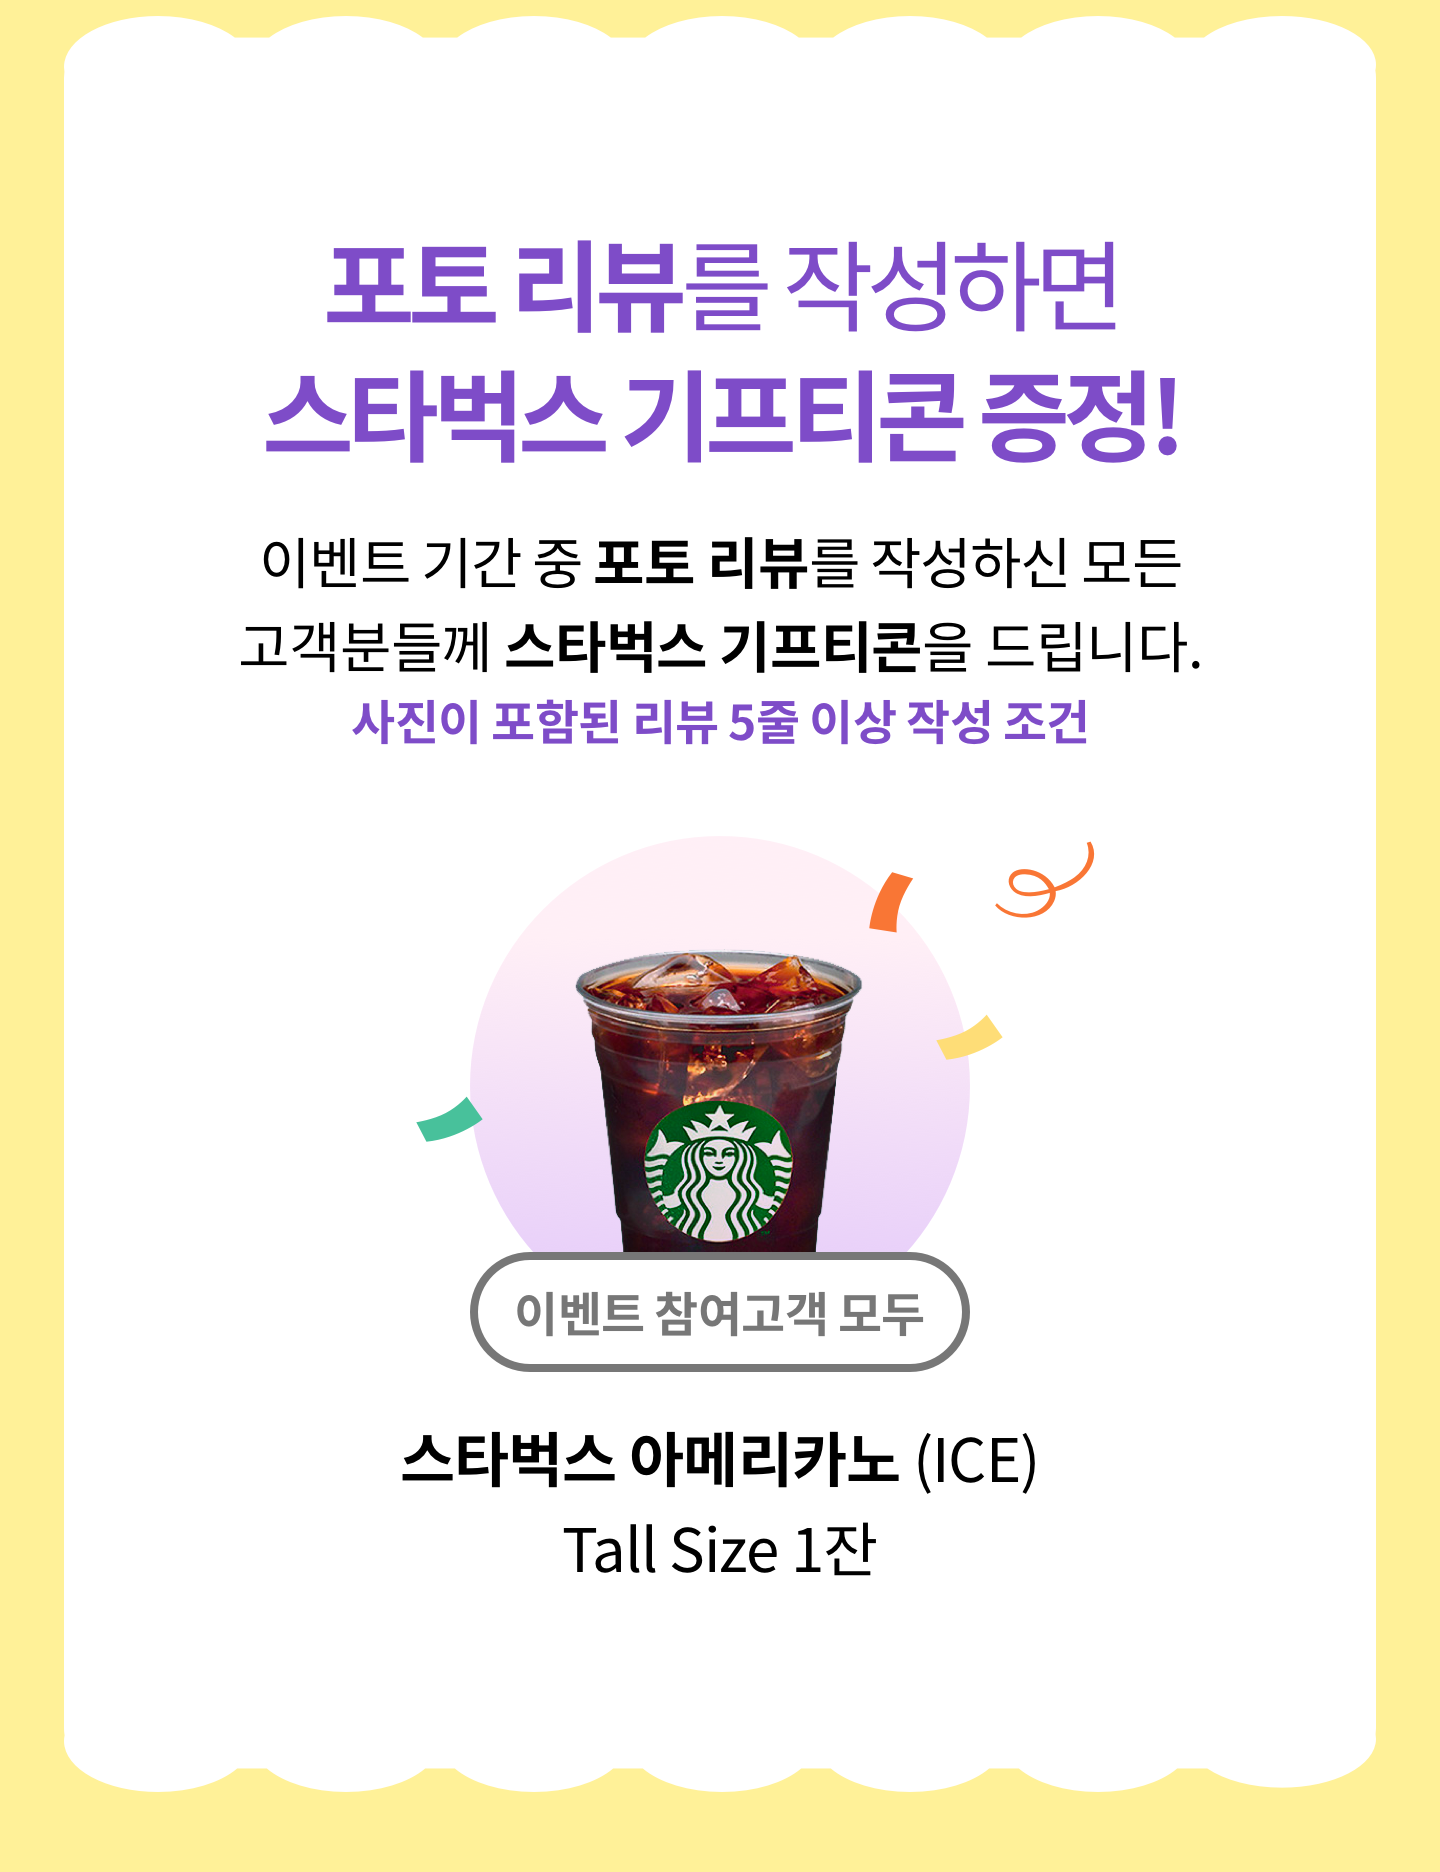 포토 리뷰를 작성하면
스타벅스 기프티콘 증정!
이벤트 기간 중 포토 리뷰를 작성하신 모든
고객분들께 스타벅스 기프티콘을 드립니다.
사진이 포함된 리뷰 5줄 이상 작성 조건
이벤트 참여고객 모두
스타벅스 아메리카노 (ICE)
Tall Size 1잔